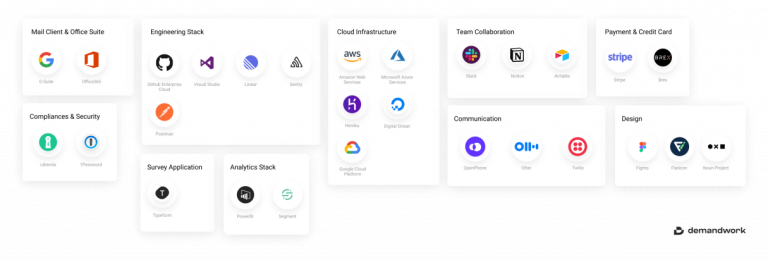 Mail Client & Office Suite
G Suite
Office365
Engineering Stack
Github Enterprise
Cloud
Visual Studio
Linear
Sentry
Postman
Cloud Infrastructure
aws
Amazon Web
Services
Microsoft Azure
Services
Heroku
Digital Ocean
Google Cloud
Platform
Team Collaboration
Slack
Notion
Airtable
Payment & Credit Card
stripe
Stripe
BREX
Brex
Compliances & Security
1Password
Survey Application
Typeform
Analytics Stack
PowerBI
Segment
Communication
OpenPhone
Otter
Twilio
Design
Figma
Flaticon
Noun Project
demandwork